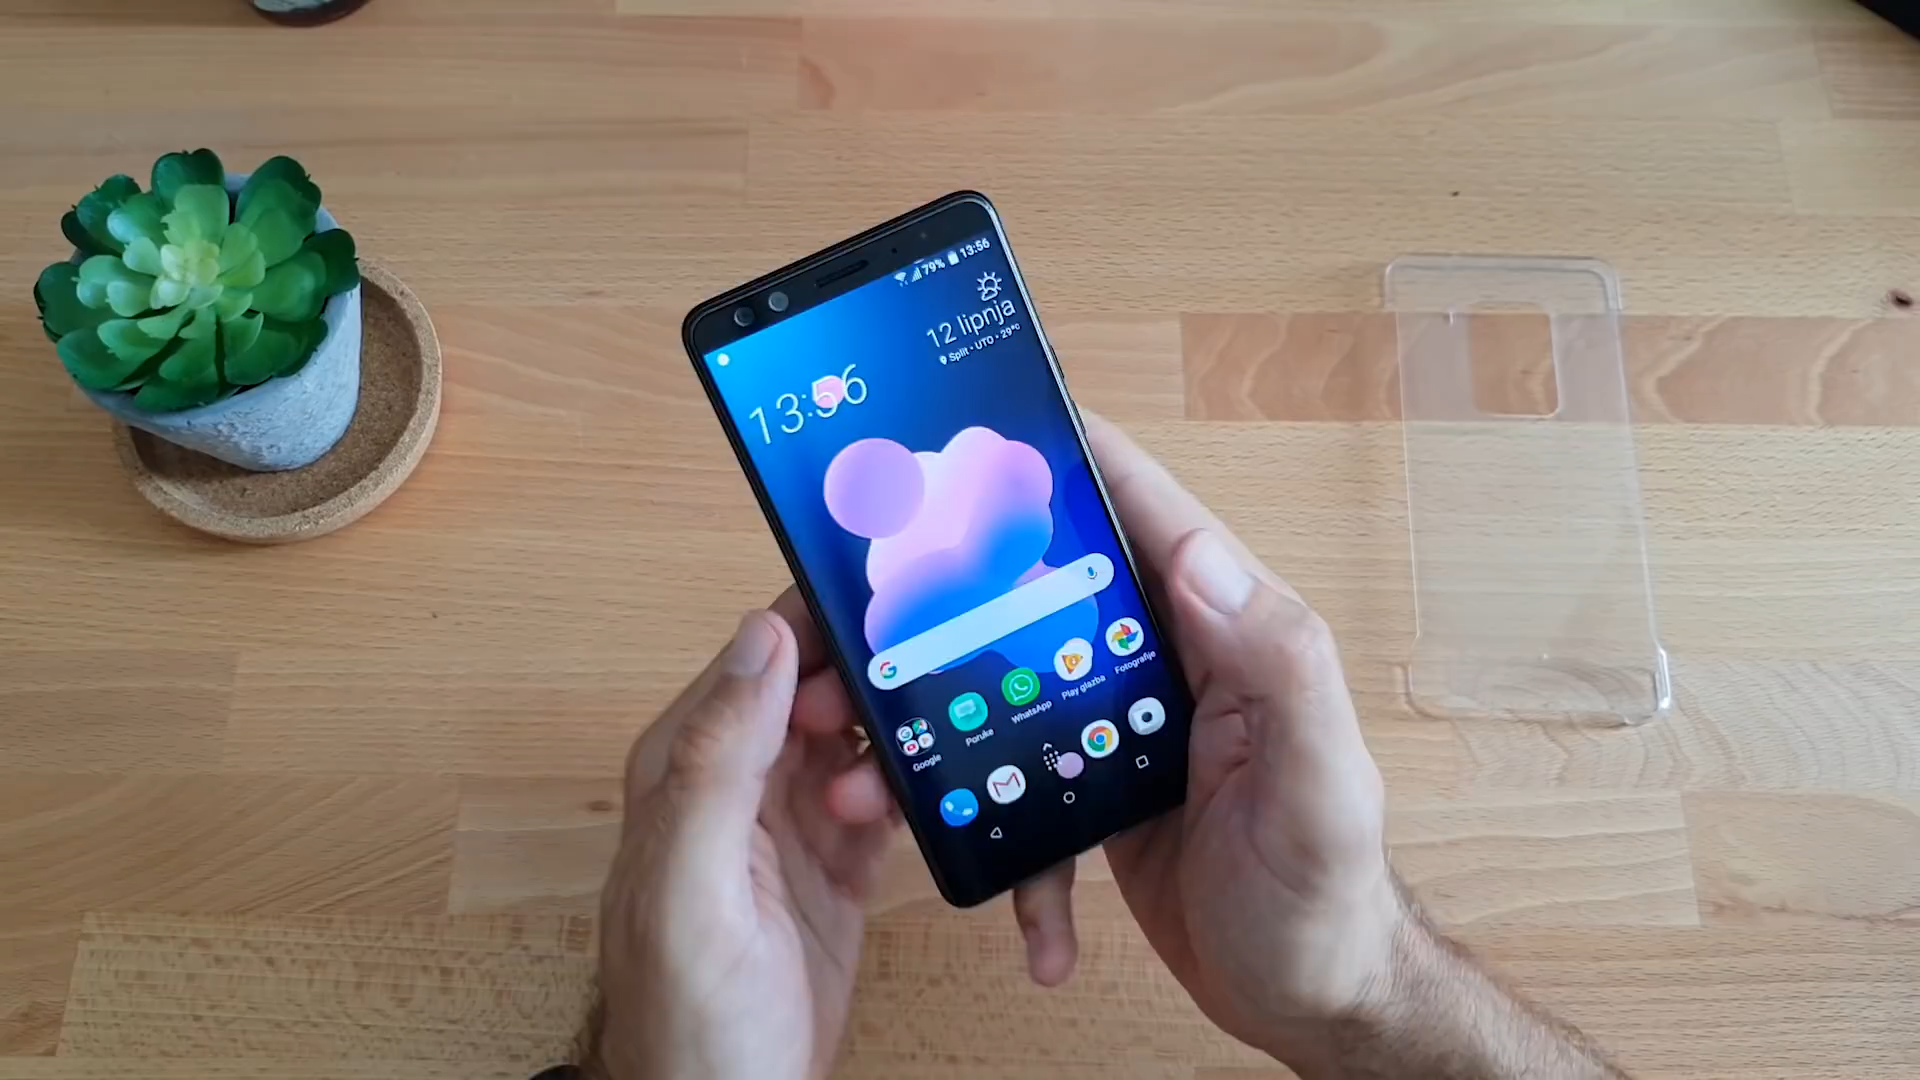 79% 13:56
12 lipnja
Split • UTO • 29°C
13:56
G
Google
Poruke
WhatsApp
Play glazba
Fotografije